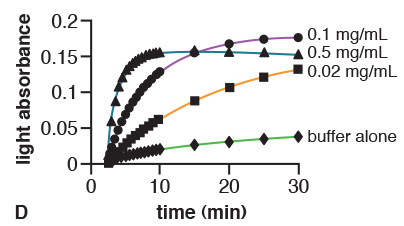 light absorbance
0.2
0.15
0.1
0.05
0
0 10 20 30
time (min)
0.1 mg/mL
0.5 mg/mL
0.02 mg/mL
buffer alone
D